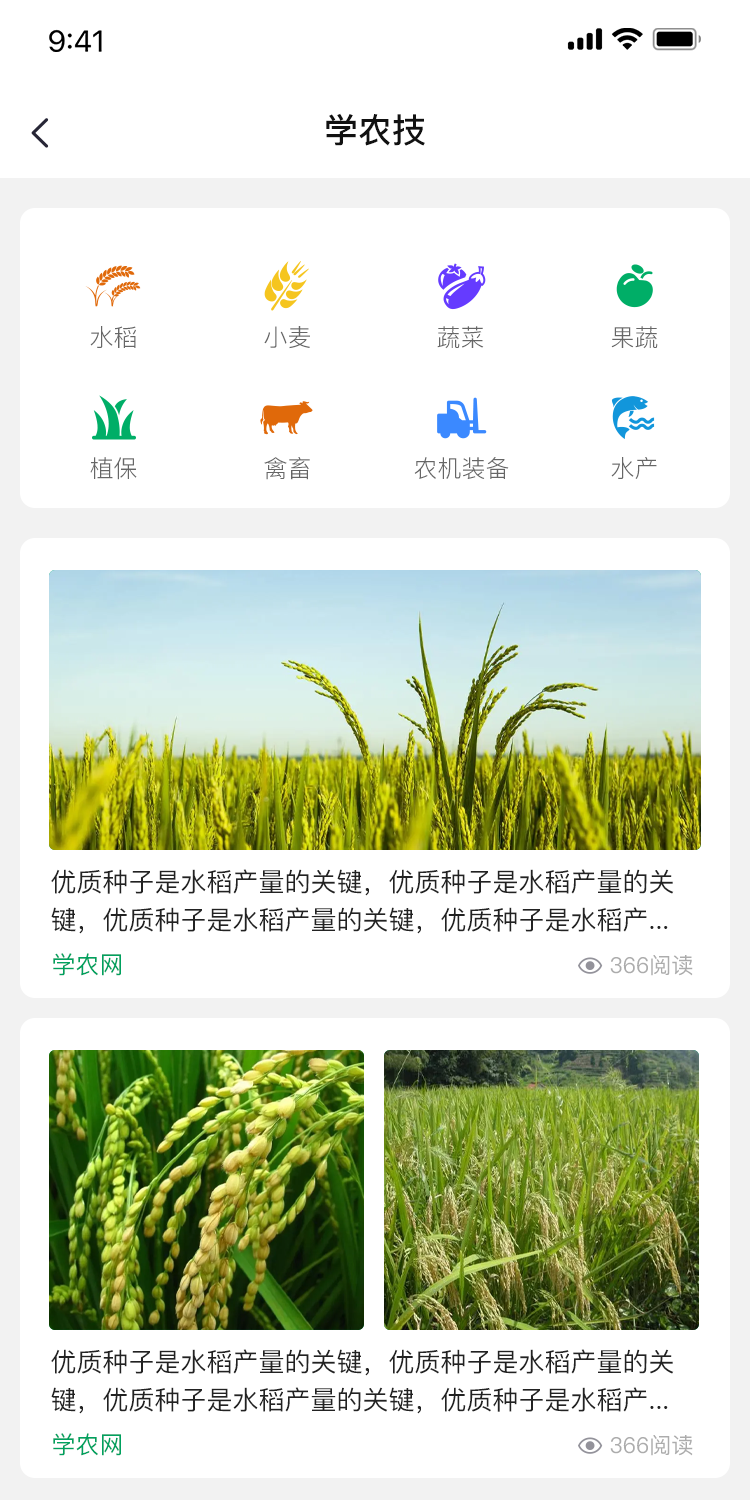 9:41
学农技
水稻 小麦 蔬菜 果蔬
植保 禽畜 农机装备 水产
优质种子是水稻产量的关键，优质种子是水稻产量的关
键，优质种子是水稻产量的关键，优质种子是水稻产...
学农网 366阅读
优质种子是水稻产量的关键，优质种子是水稻产量的关
键，优质种子是水稻产量的关键，优质种子是水稻产...
学农网 366阅读